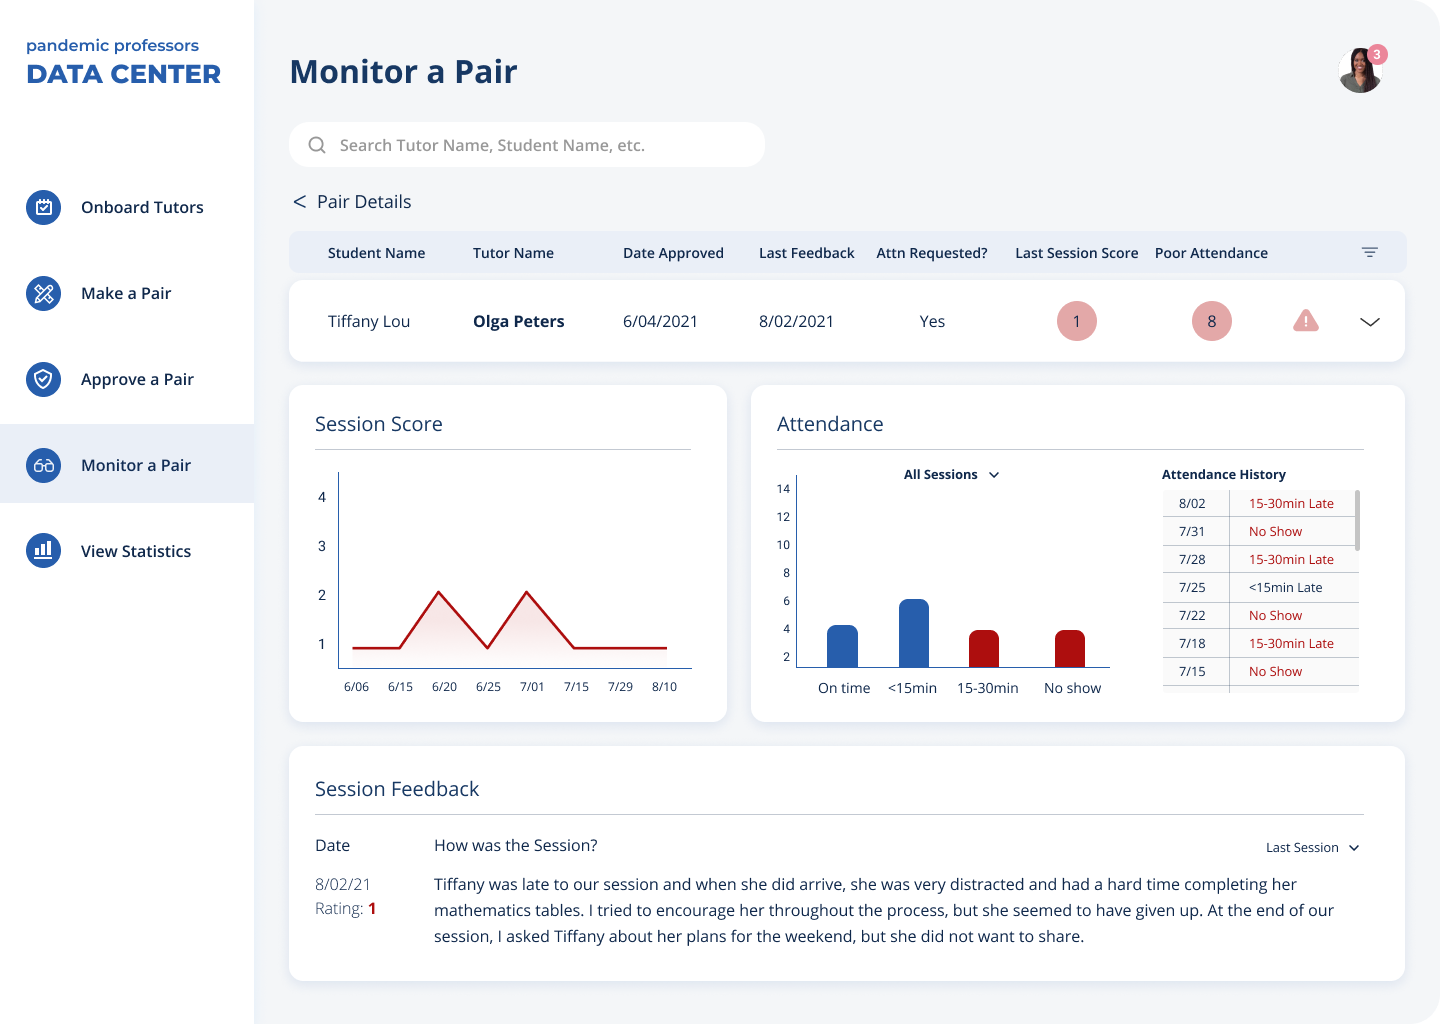 pandemic professors
DATA CENTER
Onboard Tutors
Make a Pair
Approve a Pair
Monitor a Pair
View Statistics
Monitor a Pair
3
Search Tutor Name, Student Name, etc.
< Pair Details
Student Name Tutor Name Date Approved Last Feedback Attn Requested? Last Session Score Poor Attendance
Tiffany Lou Olga Peters 6/04/2021 8/02/2021 Yes 1 8 !
Session Score
4
3
2
1
6/06 6/15 6/20 6/25 7/01 7/15 7/29 8/10
Attendance
All Sessions
14
12
10
8
6
4
2
On time <15min 15-30min No show
Attendance History
8/02 15-30min Late
7/31 No Show
7/28 15-30min Late
7/25 <15min Late
7/22 No Show
7/18 15-30min Late
7/15 No Show
Session Feedback
Date How was the Session? Last Session
8/02/21
Rating: 1
Tiffany was late to our session and when she did arrive, she was very distracted and had a hard time completing her
mathematics tables. I tried to encourage her throughout the process, but she seemed to have given up. At the end of our
session, I asked Tiffany about her plans for the weekend, but she did not want to share.